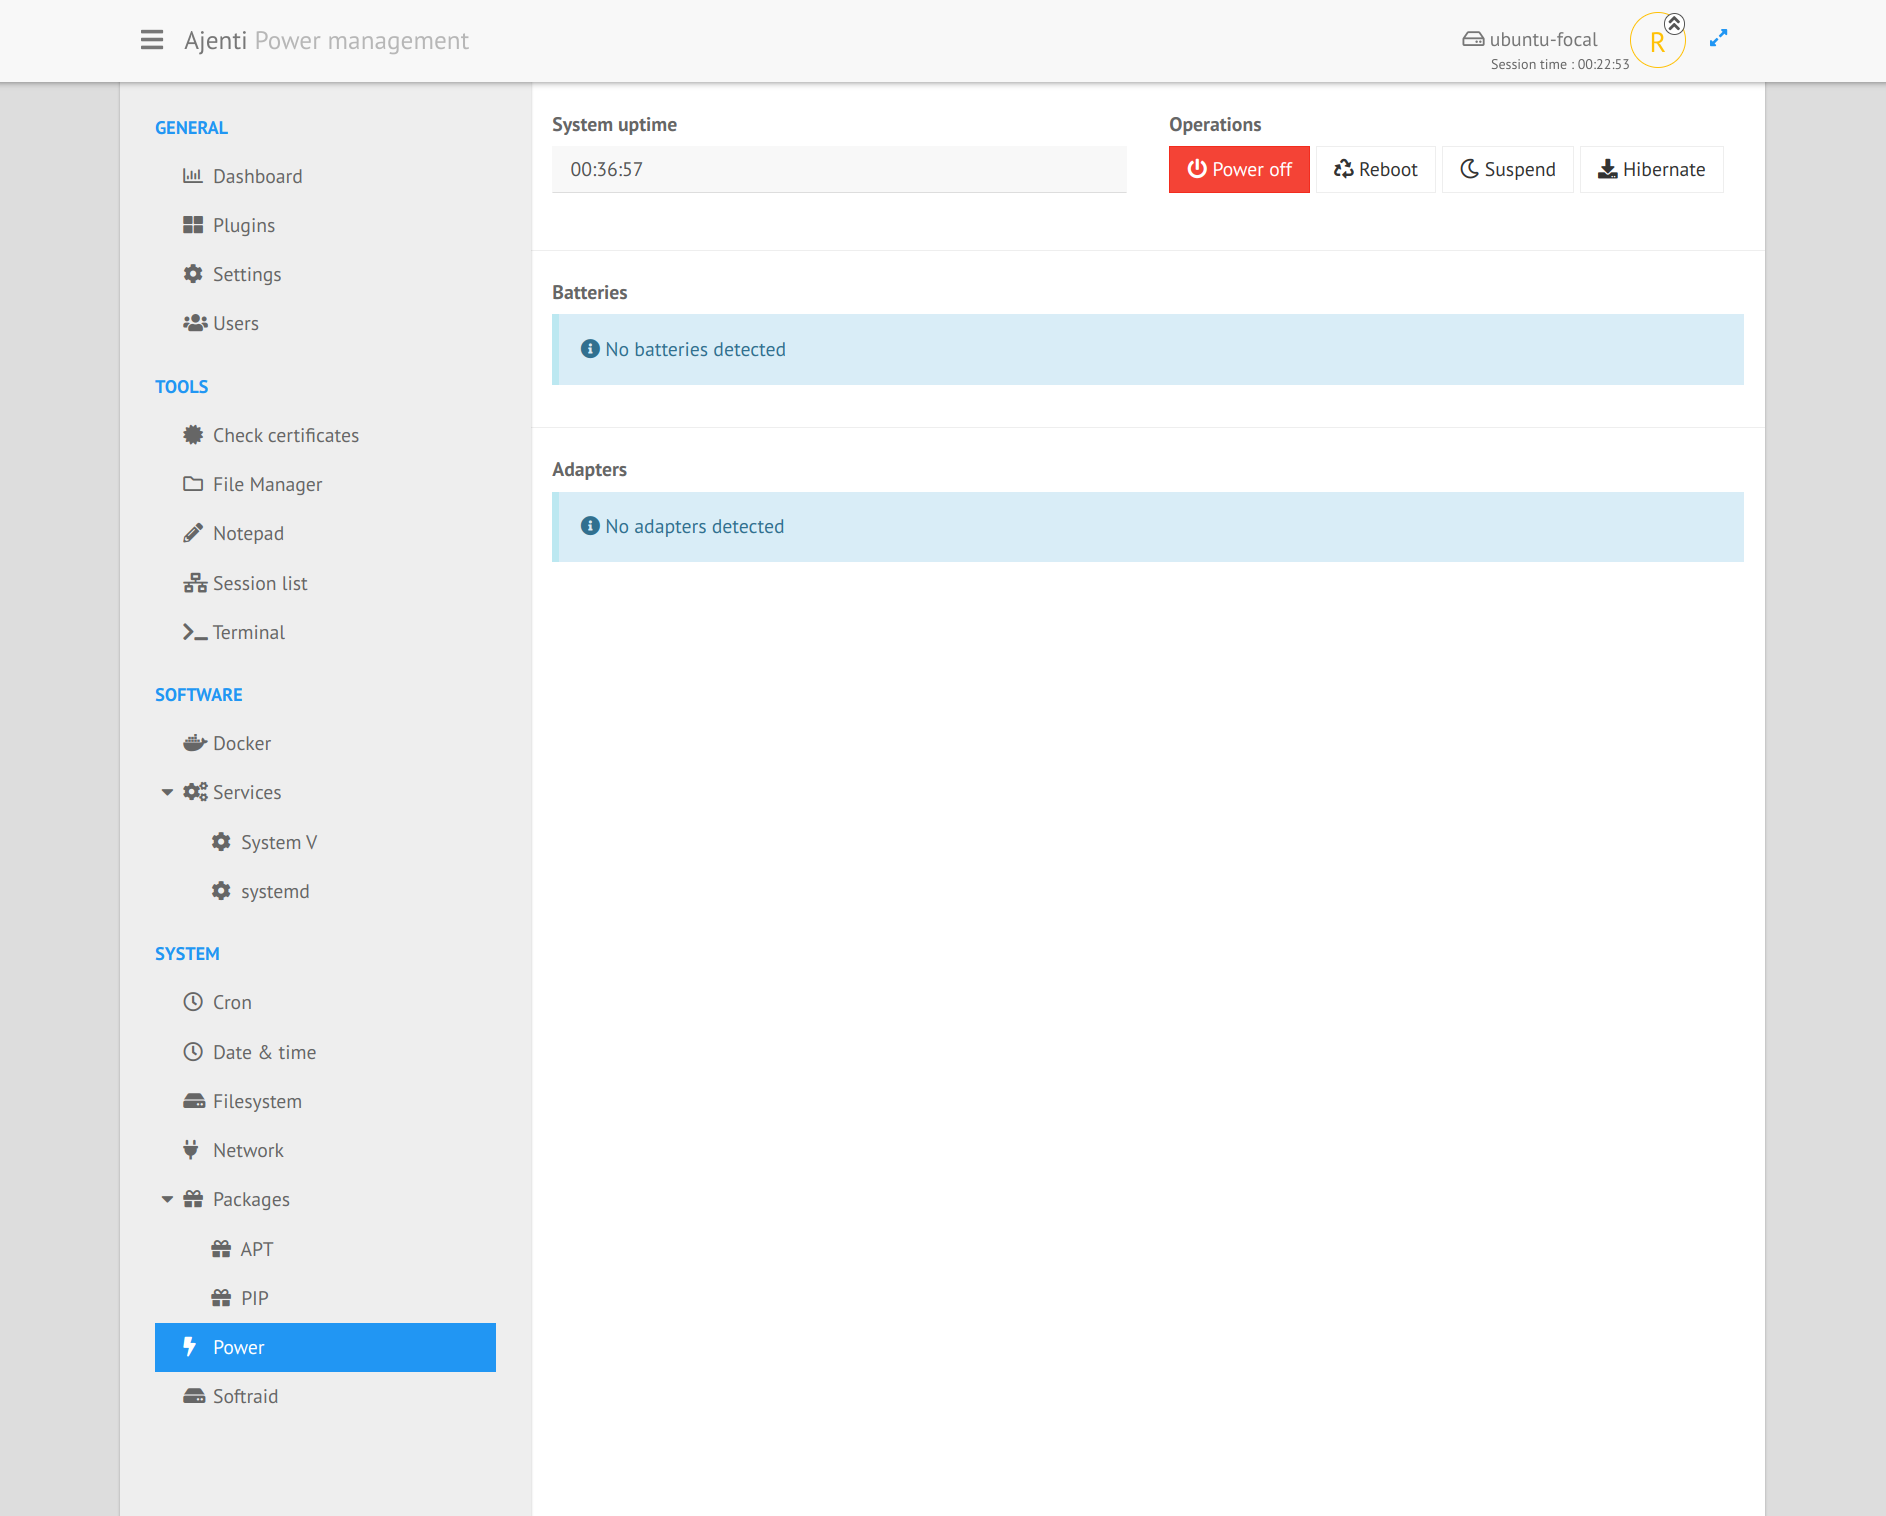 Ajenti Power management
ubuntu-focal
R
Session time : 00:22:53
GENERAL
Dashboard
Plugins
Settings
Users
TOOLS
Check certificates
File Manager
Notepad
Session list
Terminal
SOFTWARE
Docker
Services
System V
systemd
SYSTEM
Cron
Date & time
Filesystem
Network
Packages
APT
PIP
Power
Softraid
System uptime
00:36:57
Operations
Power off Reboot Suspend Hibernate
Batteries
No batteries detected
Adapters
No adapters detected